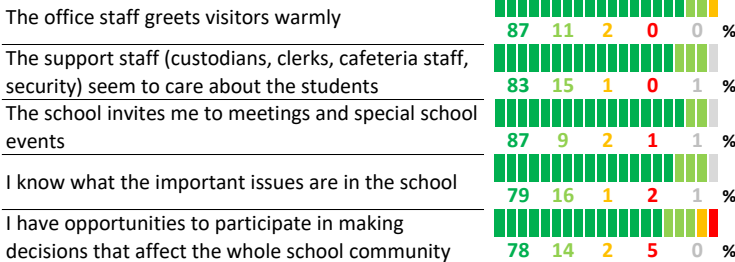 The office staff greets visitors warmly
87 11 2 0 0 %
The support staff (custodians, clerks, cafeteria staff,
security) seem to care about the students
83 15 1 0 1 %
The school invites me to meetings and special school
events
87 9 2 1 1 %
I know what the important issues are in the school
79 16 1 2 1 %
I have opportunities to participate in making
decisions that affect the whole school community
78 14 2 5 0 %